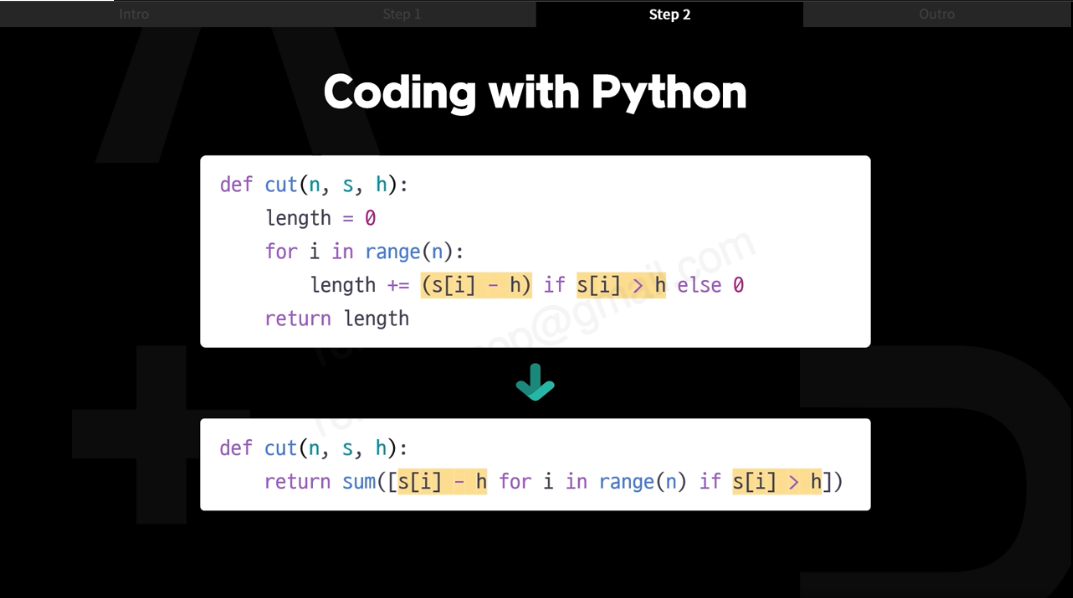 Intro
Step 1
Step 2
Outro
Coding with Python
def cut(n, s, h):
    length = 0
    for i in range(n):
        length += (s[i] - h) if s[i] > h else 0
    return length
def cut(n, s, h):
    return sum([s[i] - h for i in range(n) if s[i] > h])